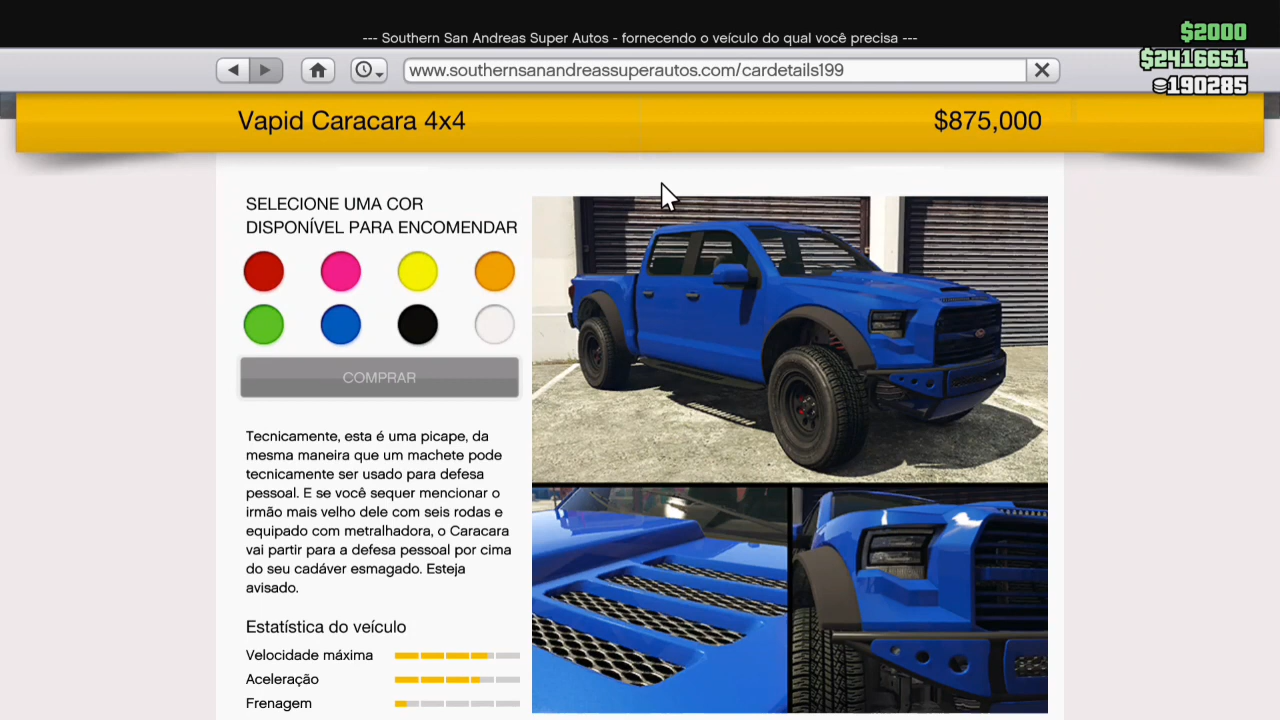 --- Southern San Andreas Super Autos - fornecendo o veículo do qual você precisa ---
$2000
$2416651
190285
www.southernsanandreassuperautos.com/cardetails199
Vapid Caracara 4x4
$875,000
SELECIONE UMA COR
DISPONÍVEL PARA ENCOMENDAR
COMPRAR
Tecnicamente, esta é uma picape, da
mesma maneira que um machete pode
tecnicamente ser usado para defesa
pessoal. E se você sequer mencionar o
irmão mais velho dele com seis rodas e
equipado com metralhadora, o Caracara
vai partir para a defesa pessoal por cima
do seu cadáver esmagado. Esteja
avisado.
Estatística do veículo
Velocidade máxima
Aceleração
Frenagem